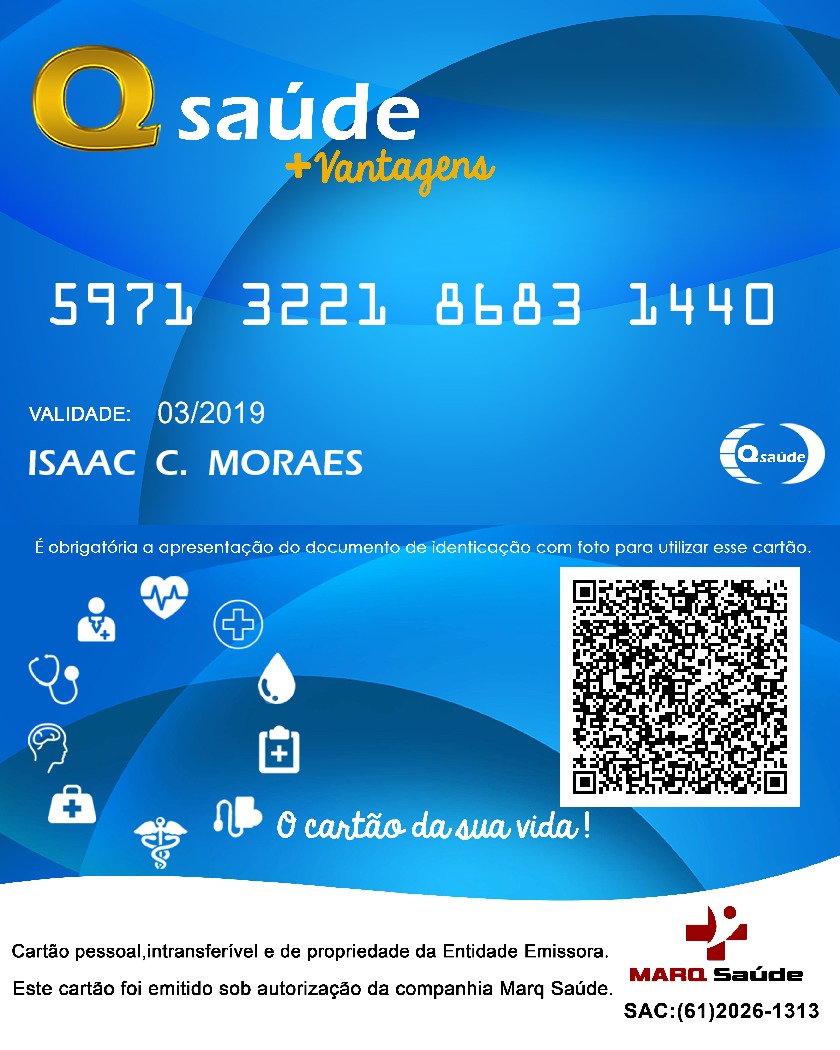 Q saúde
+Vantagens
5971 3221 8683 1440
VALIDADE: 03/2019
ISAAC C. MORAES
Qsaúde
É obrigatória a apresentação do documento de identicação com foto para utilizar esse cartão.
O cartão da sua vida!
Cartão pessoal,intransferível e de propriedade da Entidade Emissora.
MARQ Saúde
Este cartão foi emitido sob autorização da companhia Marq Saúde.
SAC:(61)2026-1313